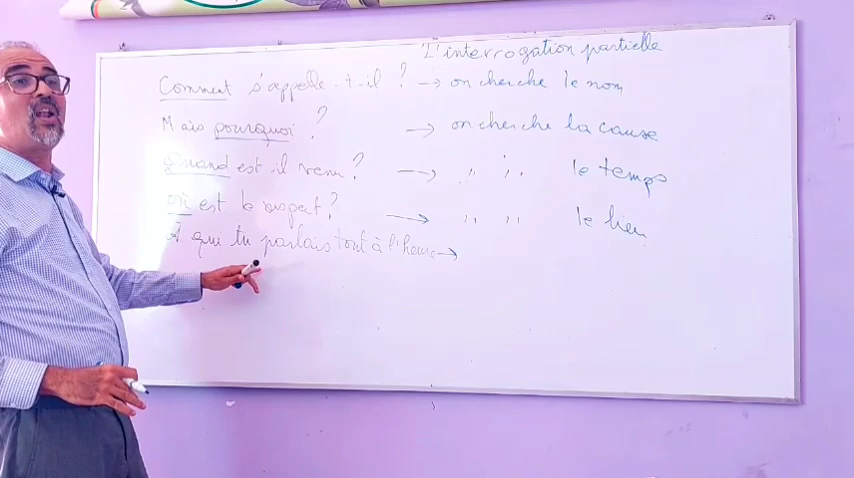 L'interrogation partielle
Comment s'appelle-t-il ? → on cherche le nom
Mais pourquoi ? → on cherche la cause
Quand est il venu ? → " " le temps
où est le suspect ? → " " le lieu
À qui tu parlais tout à l'heure →